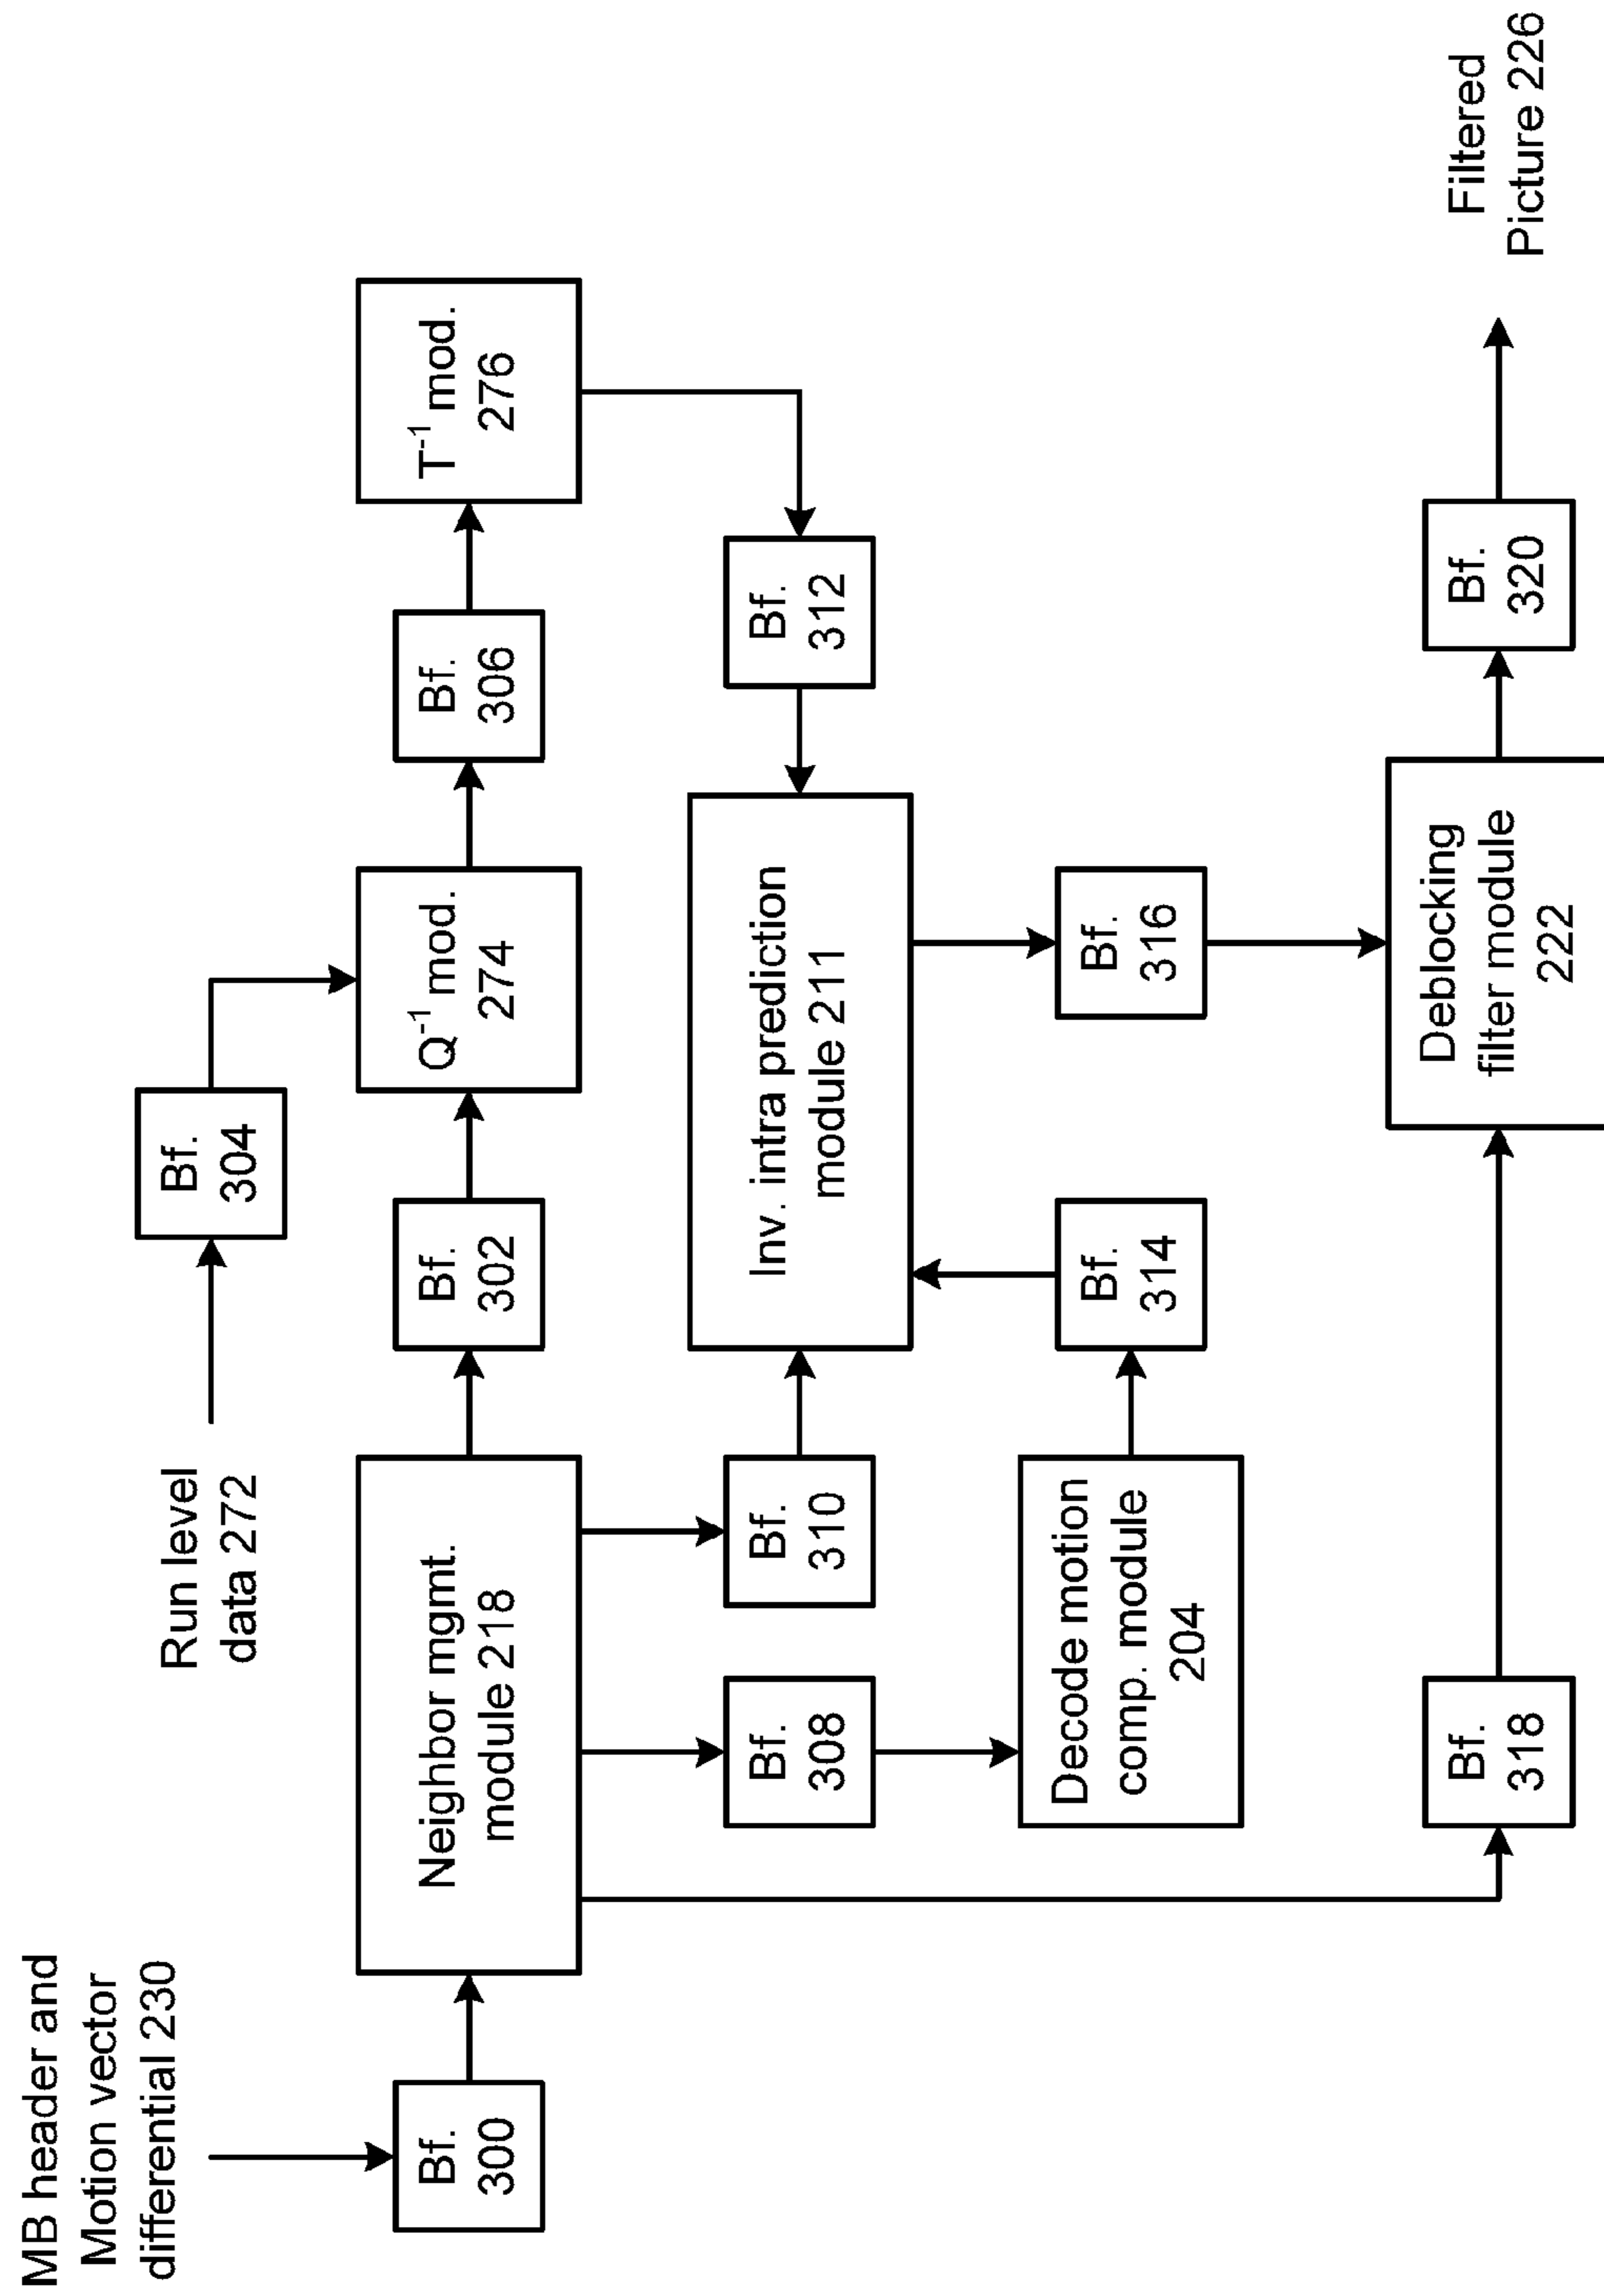 MB header and
Motion vector
differential 230
Run level
data 272
Bf.
304
Bf.
300
Neighbor mgmt.
module 218
Bf.
302
Q-1 mod.
274
Bf.
306
T-1 mod.
276
Bf.
308
Bf.
310
Inv. intra prediction
module 211
Bf.
312
Decode motion
comp. module
204
Bf.
314
Bf.
316
Bf.
318
Deblocking
filter module
222
Bf.
320
Filtered
Picture 226